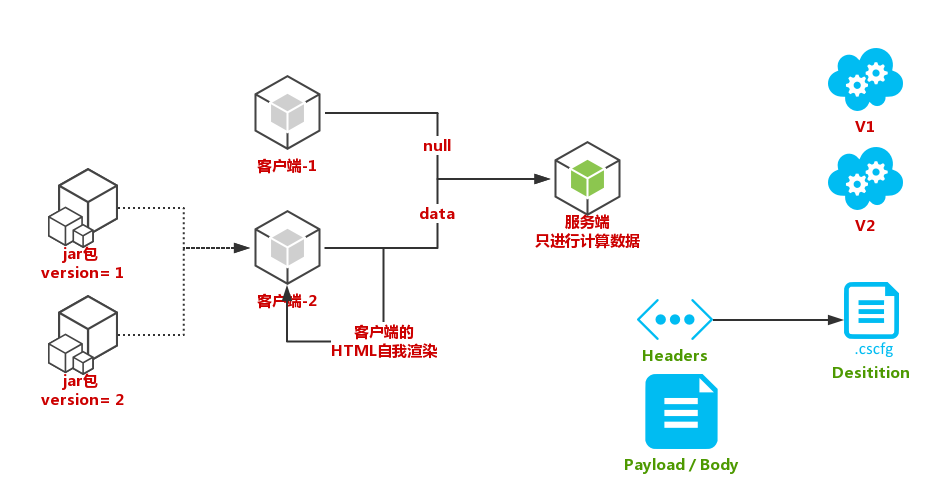 客户端-1
null
data
服务端
只进行计算数据
V1
V2
jar包
version= 1
客户端-2
jar包
version= 2
客户端的
HTML自我渲染
Headers
.cscfg
Desitition
Payload / Body